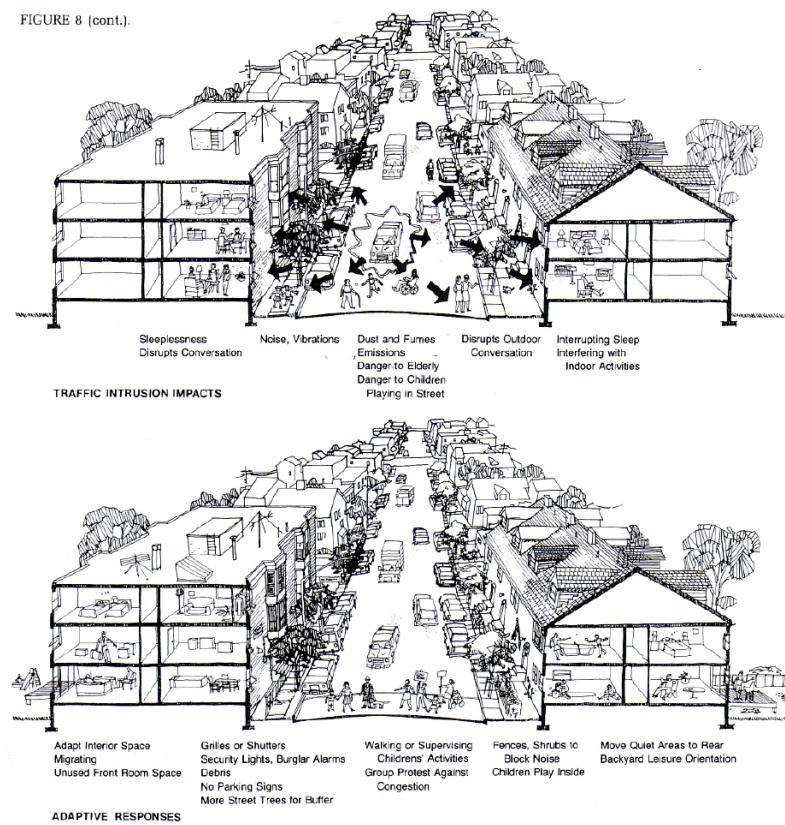 FIGURE 8 (cont.).
Sleeplessness
Disrupts Conversation
Noise, Vibrations
Dust and Fumes
Emissions
Danger to Elderly
Danger to Children
Playing in Street
Disrupts Outdoor
Conversation
Interrupting Sleep
Interfering with
Indoor Activities
TRAFFIC INTRUSION IMPACTS
Adapt Interior Space
Migrating
Unused Front Room Space
Grilles or Shutters
Security Lights, Burglar Alarms
Debris
No Parking Signs
More Street Trees for Buffer
Walking or Supervising
Childrens' Activities
Group Protest Against
Congestion
Fences, Shrubs to
Block Noise
Children Play Inside
Move Quiet Areas to Rear
Backyard Leisure Orientation
ADAPTIVE RESPONSES